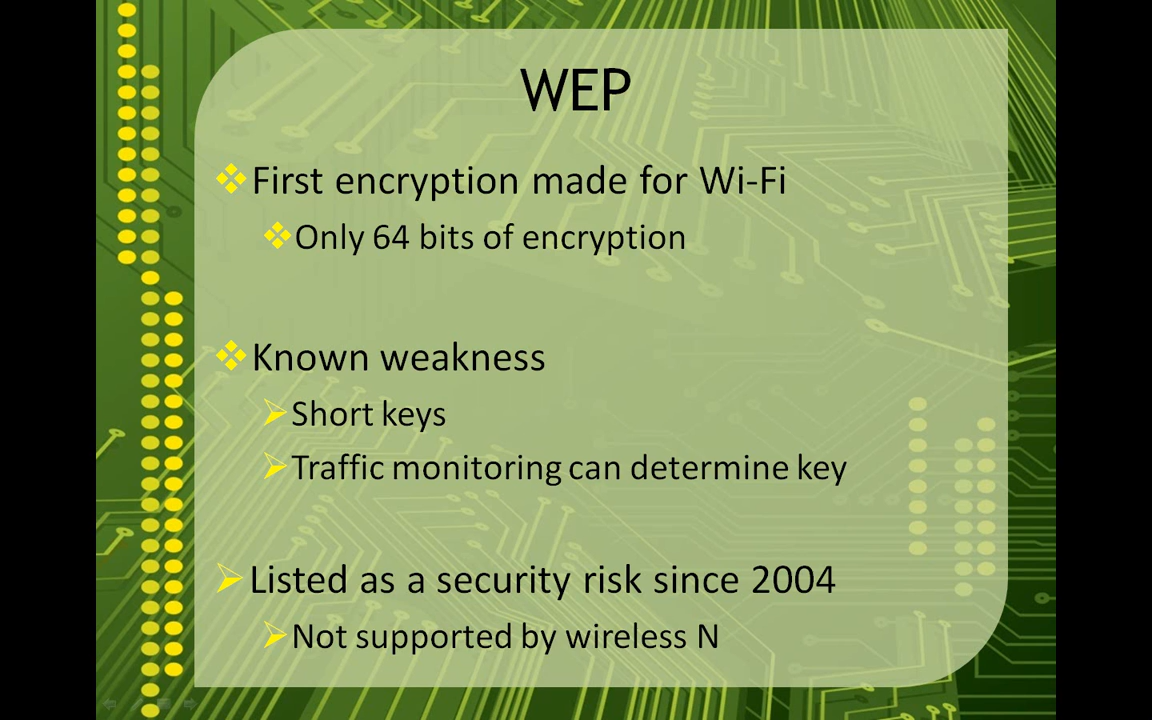 WEP
First encryption made for Wi-Fi
Only 64 bits of encryption
Known weakness
Short keys
Traffic monitoring can determine key
Listed as a security risk since 2004
Not supported by wireless N